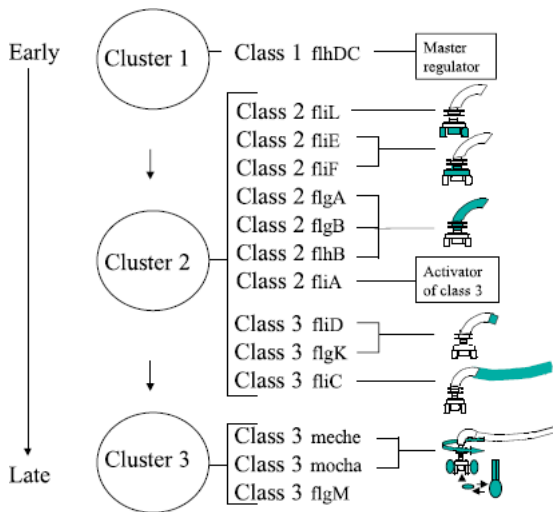 Early
Cluster 1
Class 1 flhDC
Master
regulator
Class 2 fliL
Class 2 fliE
Class 2 fliF
Class 2 flgA
Class 2 flgB
Class 2 flhB
Class 2 fliA
Cluster 2
Activator
of class 3
Class 3 fliD
Class 3 flgK
Class 3 fliC
Class 3 meche
Class 3 mocha
Class 3 flgM
Cluster 3
Late